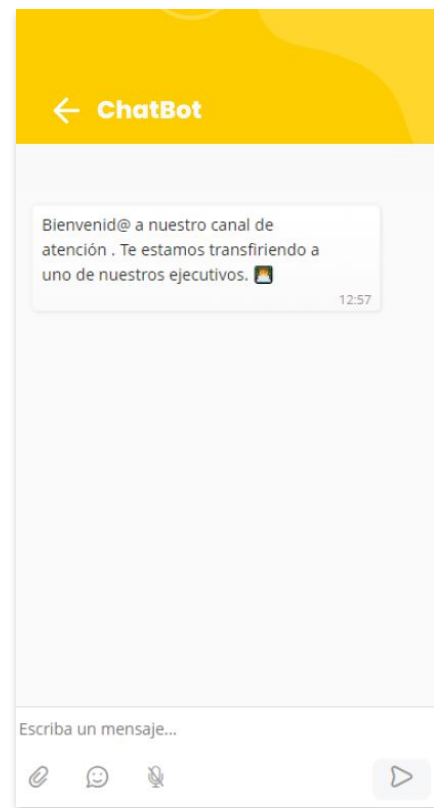 ChatBot
Bienvenid@ a nuestro canal de
atención . Te estamos transfiriendo a
uno de nuestros ejecutivos.
12:57
Escriba un mensaje...